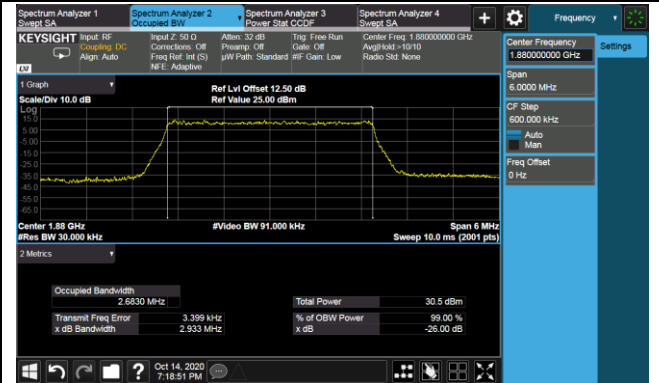 Spectrum Analyzer 1
Swept SA
Spectrum Analyzer 2
Occupied BW
Spectrum Analyzer 3
Power Stat CCDF
Spectrum Analyzer 4
Swept SA
+
Frequency
KEYSIGHT
Input: RF
Coupling: DC
Align: Auto
Input Z: 50 Ω
Corrections: Off
Freq Ref: Int (S)
NFE: Adaptive
Atten: 32 dB
Preamp: Off
µW Path: Standard
Trig: Free Run
Gate: Off
#IF Gain: Low
Center Freq: 1.880000000 GHz
Avg|Hold:>10/10
Radio Std: None
LXI
Center Frequency
1.880000000 GHz
Settings
Span
6.0000 MHz
CF Step
600.000 kHz
Auto
Man
Freq Offset
0 Hz
1 Graph
Scale/Div 10.0 dB
Ref Lvl Offset 12.50 dB
Ref Value 25.00 dBm
Log
15.0
5.00
-5.00
-15.0
-25.0
-35.0
-45.0
-55.0
-65.0
Center 1.88 GHz
#Res BW 30.000 kHz
#Video BW 91.000 kHz
Span 6 MHz
Sweep 10.0 ms (2001 pts)
2 Metrics
Occupied Bandwidth
2.6830 MHz
Total Power 30.5 dBm
Transmit Freq Error 3.399 kHz
% of OBW Power 99.00 %
x dB Bandwidth 2.933 MHz
x dB -26.00 dB
?
Oct 14, 2020
7:18:51 PM